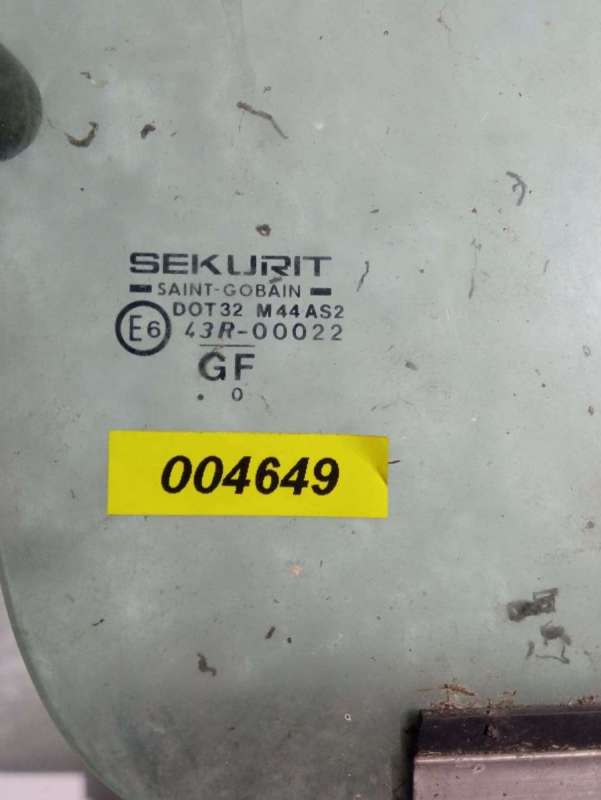 SEKURIT
SAINT-GOBAIN
DOT32 M44 AS2
E6 43R-00022
GF
0
004649